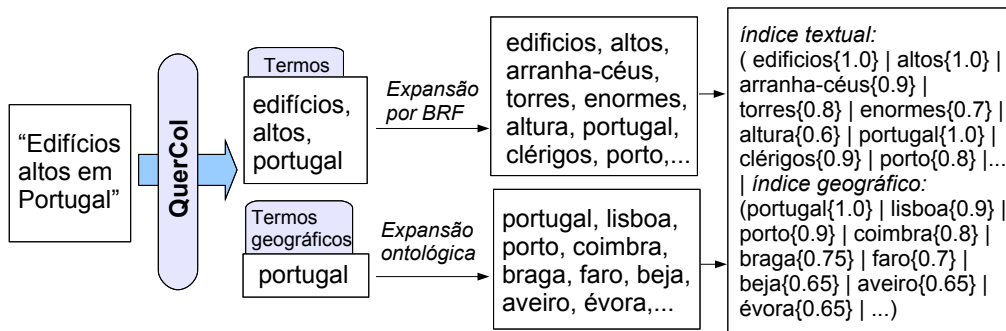 “Edifícios
altos em
Portugal”
QuerCol
Termos
edifícios,
altos,
portugal
Termos
geográficos
portugal
Expansão
por BRF
Expansão
ontológica
edificios, altos,
arranha-céus,
torres, enormes,
altura, portugal,
clérigos, porto,...
portugal, lisboa,
porto, coimbra,
braga, faro, beja,
aveiro, évora,...
índice textual:
( edificios{1.0} | altos{1.0} |
arranha-céus{0.9} |
torres{0.8} | enormes{0.7} |
altura{0.6} | portugal{1.0} |
clérigos{0.9} | porto{0.8} |...
| índice geográfico:
(portugal{1.0} | lisboa{0.9} |
porto{0.9} | coimbra{0.8} |
braga{0.75} | faro{0.7} |
beja{0.65} | aveiro{0.65} |
évora{0.65} | ...)